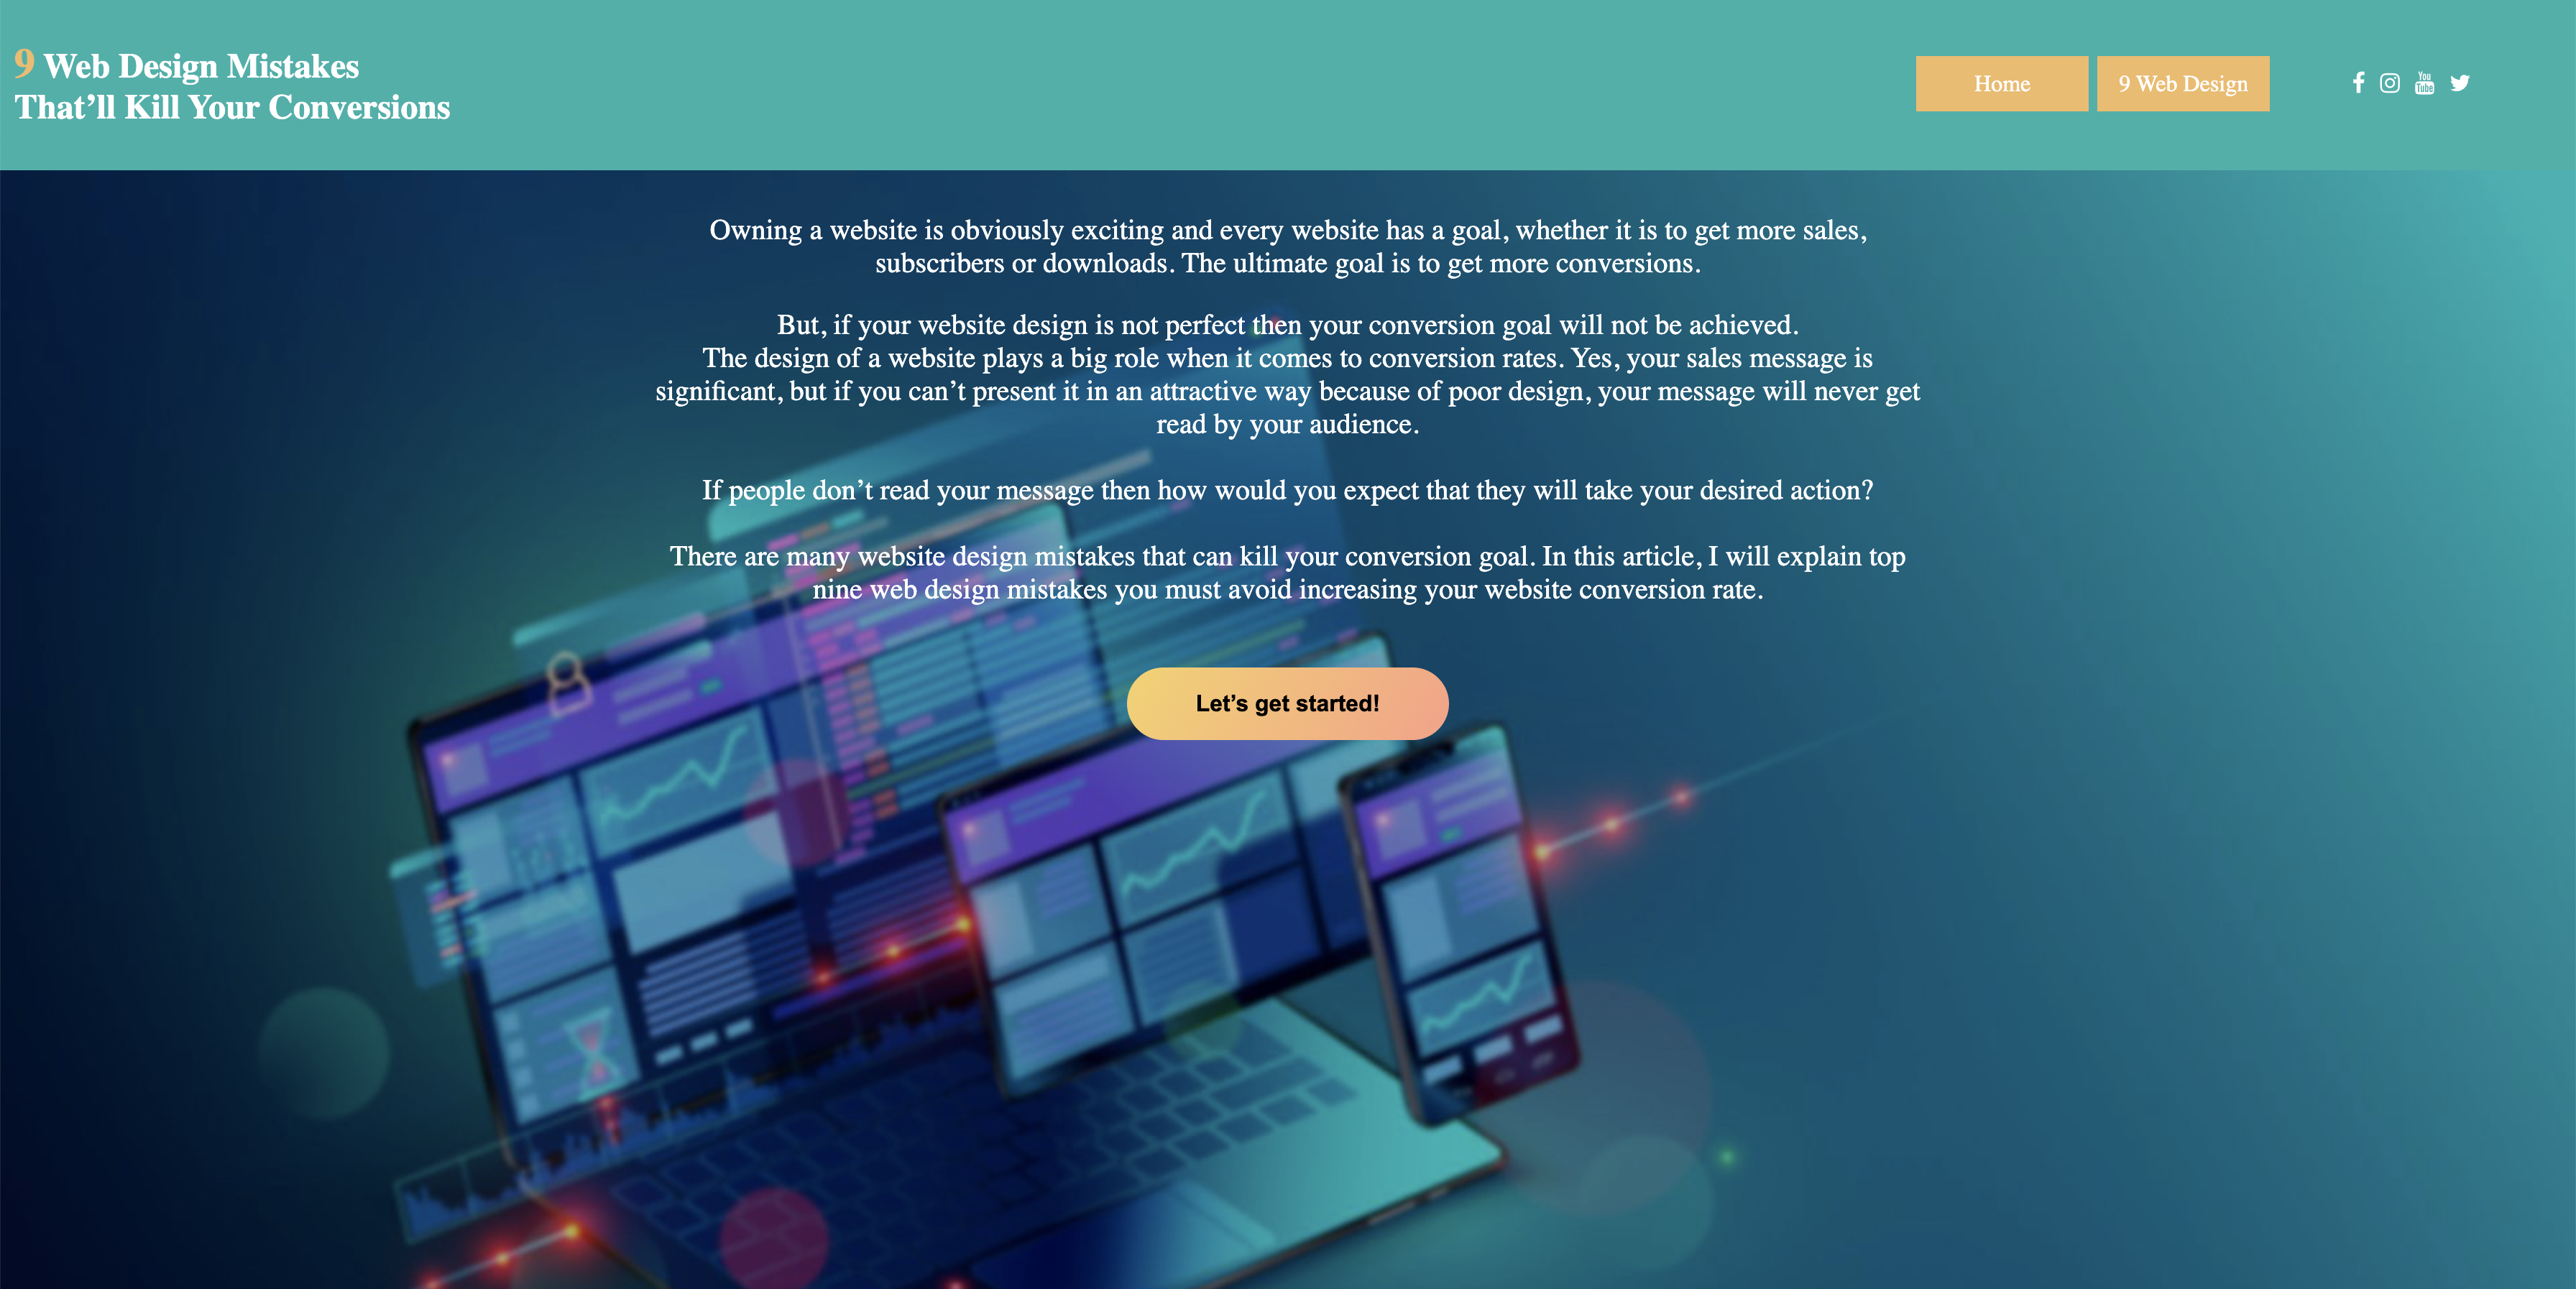 9 Web Design Mistakes
That’ll Kill Your Conversions
Home
9 Web Design
You
Tube
Owning a website is obviously exciting and every website has a goal, whether it is to get more sales,
subscribers or downloads. The ultimate goal is to get more conversions.
But, if your website design is not perfect then your conversion goal will not be achieved.
The design of a website plays a big role when it comes to conversion rates. Yes, your sales message is
significant, but if you can’t present it in an attractive way because of poor design, your message will never get
read by your audience.
If people don’t read your message then how would you expect that they will take your desired action?
There are many website design mistakes that can kill your conversion goal. In this article, I will explain top
nine web design mistakes you must avoid increasing your website conversion rate.
Let’s get started!